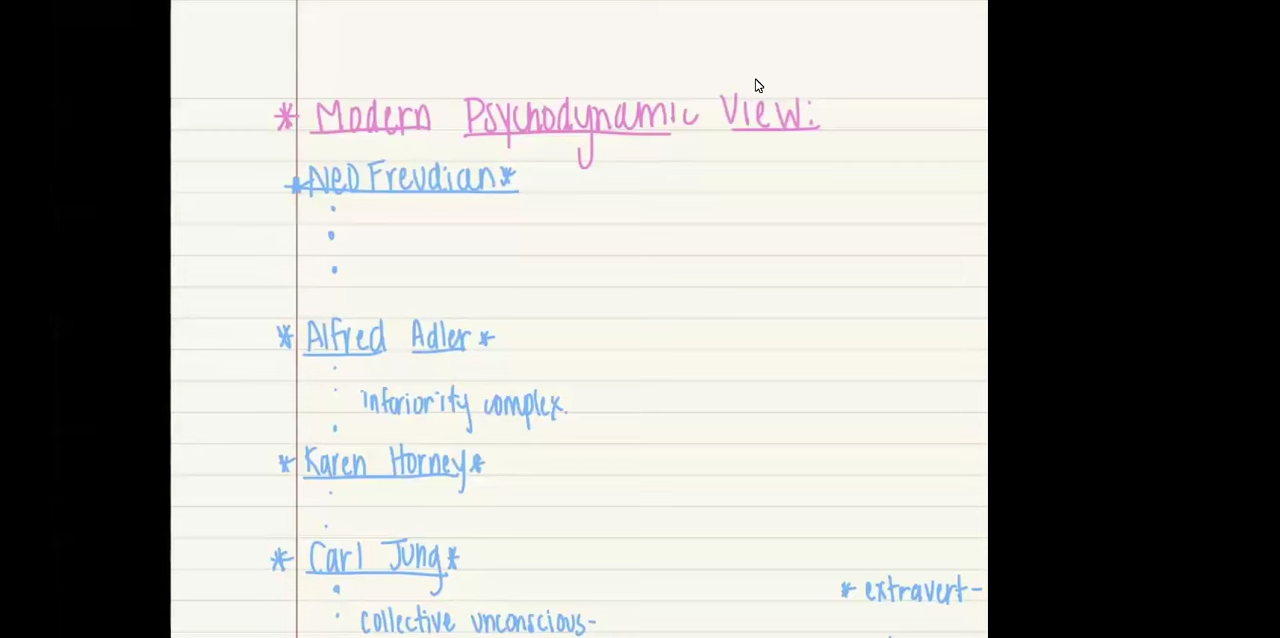 * Modern Psychodynamic View:
* Neo Freudian *
•
•
•
* Alfred Adler *
•
• inferiority complex.
•
* Karen Horney *
•
•
* Carl Jung *
•
* extravert-
• collective unconscious-